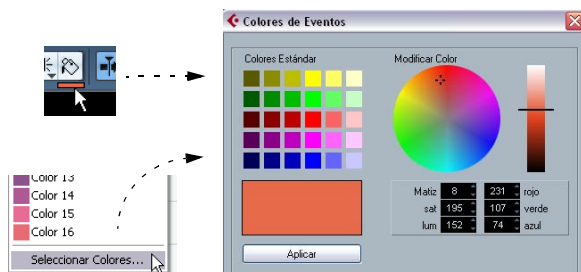 Colores de Eventos
Colores Estándar
Modificar Color
Color 13
Color 14
Color 15
Color 16
Seleccionar Colores...
Matiz 8 231 rojo
sat 195 107 verde
lum 152 74 azul
Aplicar